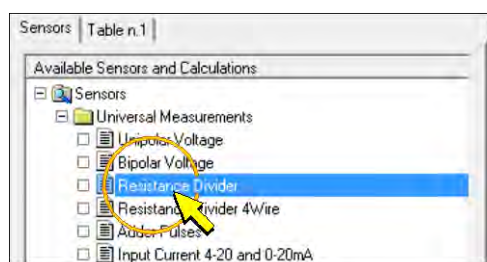 Sensors Table n.1
Available Sensors and Calculations
Sensors
Universal Measurements
Unipolar Voltage
Bipolar Voltage
Resistance Divider
Resistance Divider 4Wire
Adder Pulses
Input Current 4-20 and 0-20mA